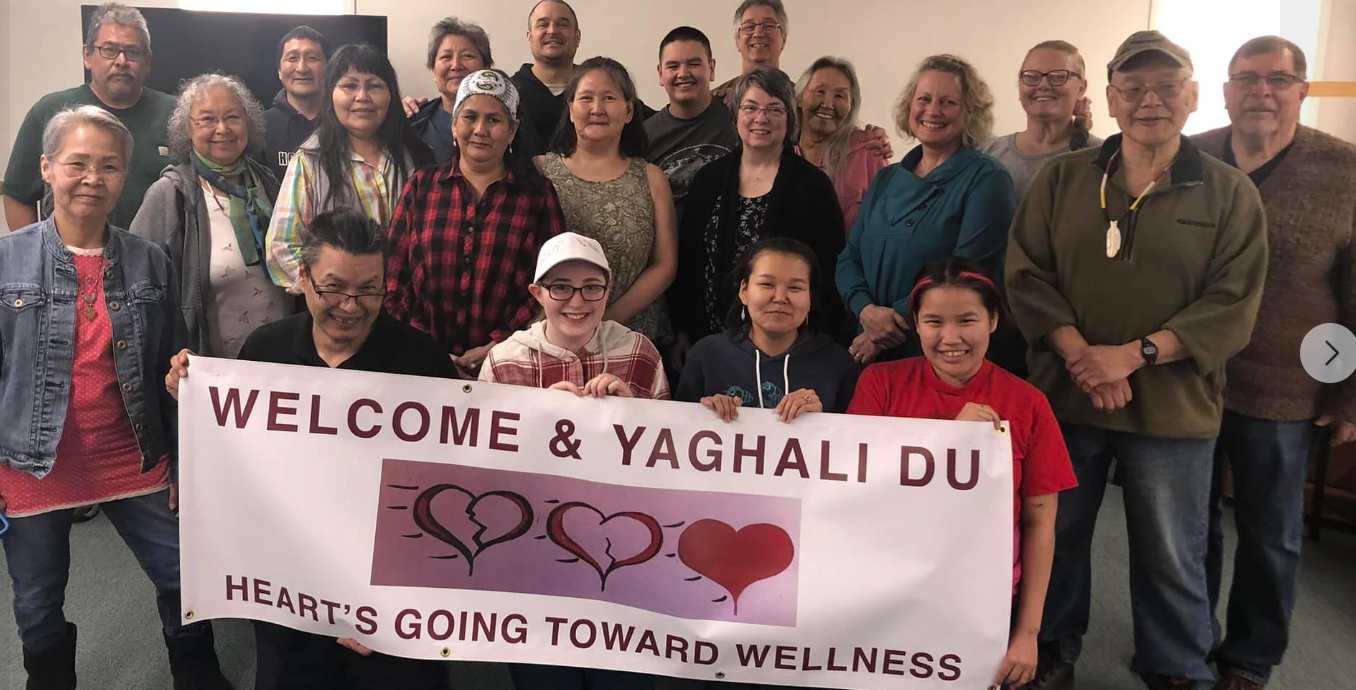 WELCOME & YAGHALI DU
HEART'S GOING TOWARD WELLNESS